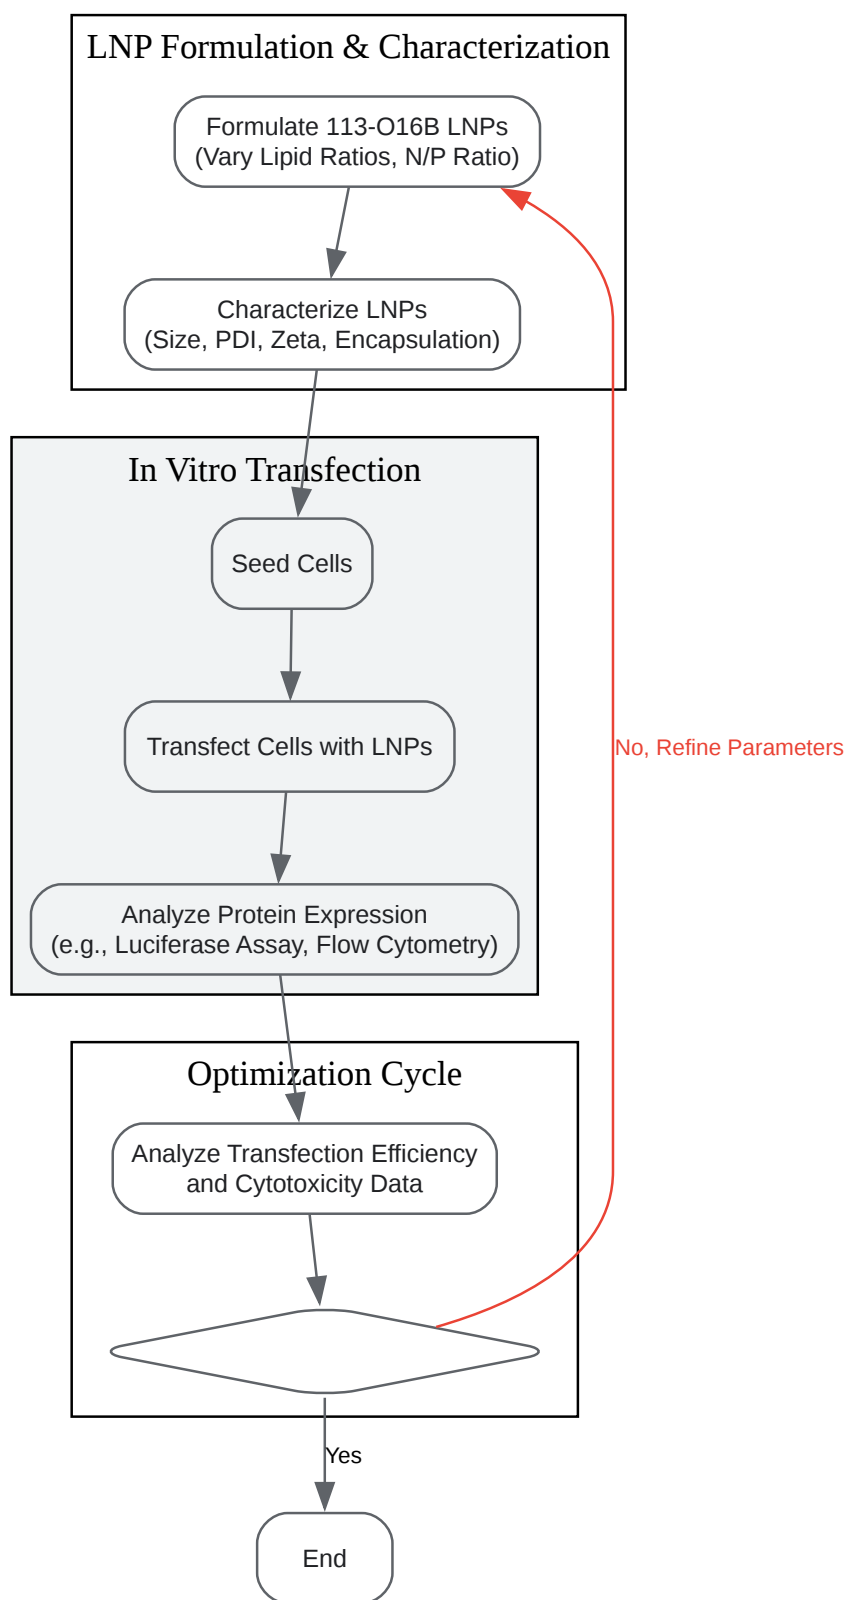 LNP Formulation & Characterization
Formulate 113-O16B LNPs
(Vary Lipid Ratios, N/P Ratio)
Characterize LNPs
(Size, PDI, Zeta, Encapsulation)
In Vitro Transfection
Seed Cells
Transfect Cells with LNPs
No, Refine Parameters
Analyze Protein Expression
(e.g., Luciferase Assay, Flow Cytometry)
Optimization Cycle
Analyze Transfection Efficiency
and Cytotoxicity Data
Yes
End